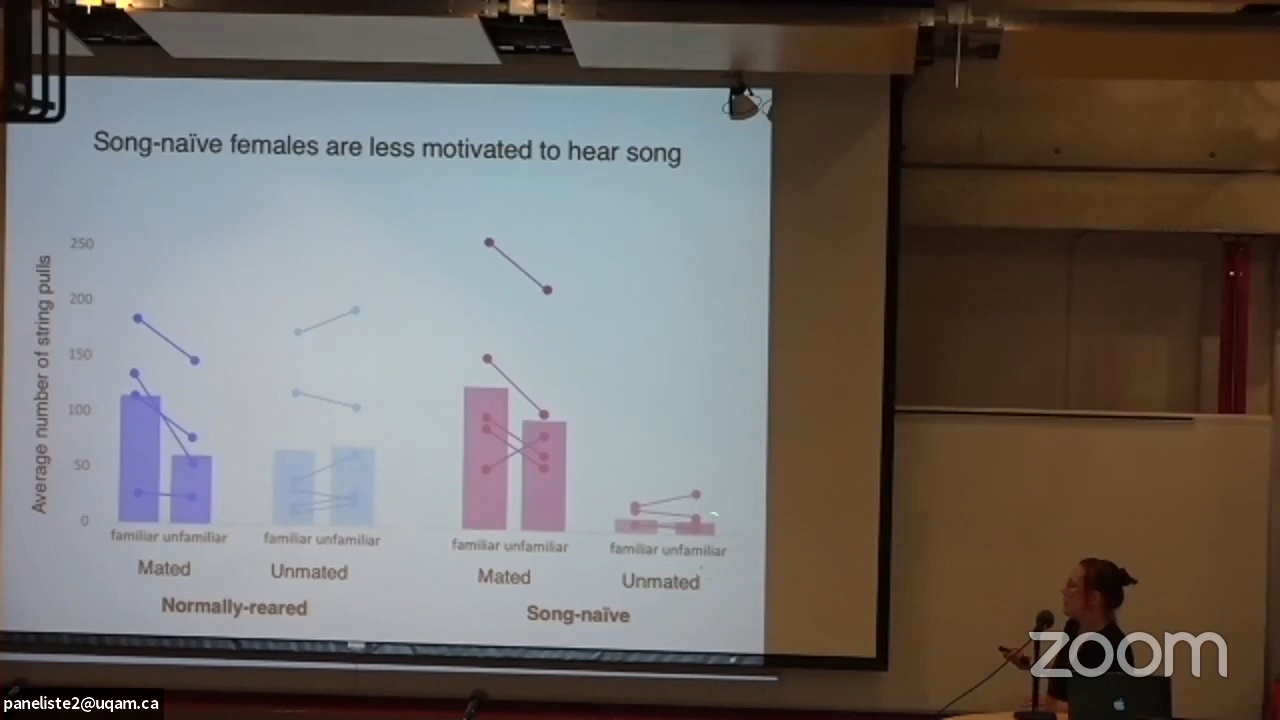 Song-naïve females are less motivated to hear song
Average number of string pulls
250
200
150
100
50
0
familiar unfamiliar familiar unfamiliar familiar unfamiliar familiar unfamiliar
Mated Unmated Mated Unmated
Normally-reared Song-naïve
zoom
paneliste2@uqam.ca